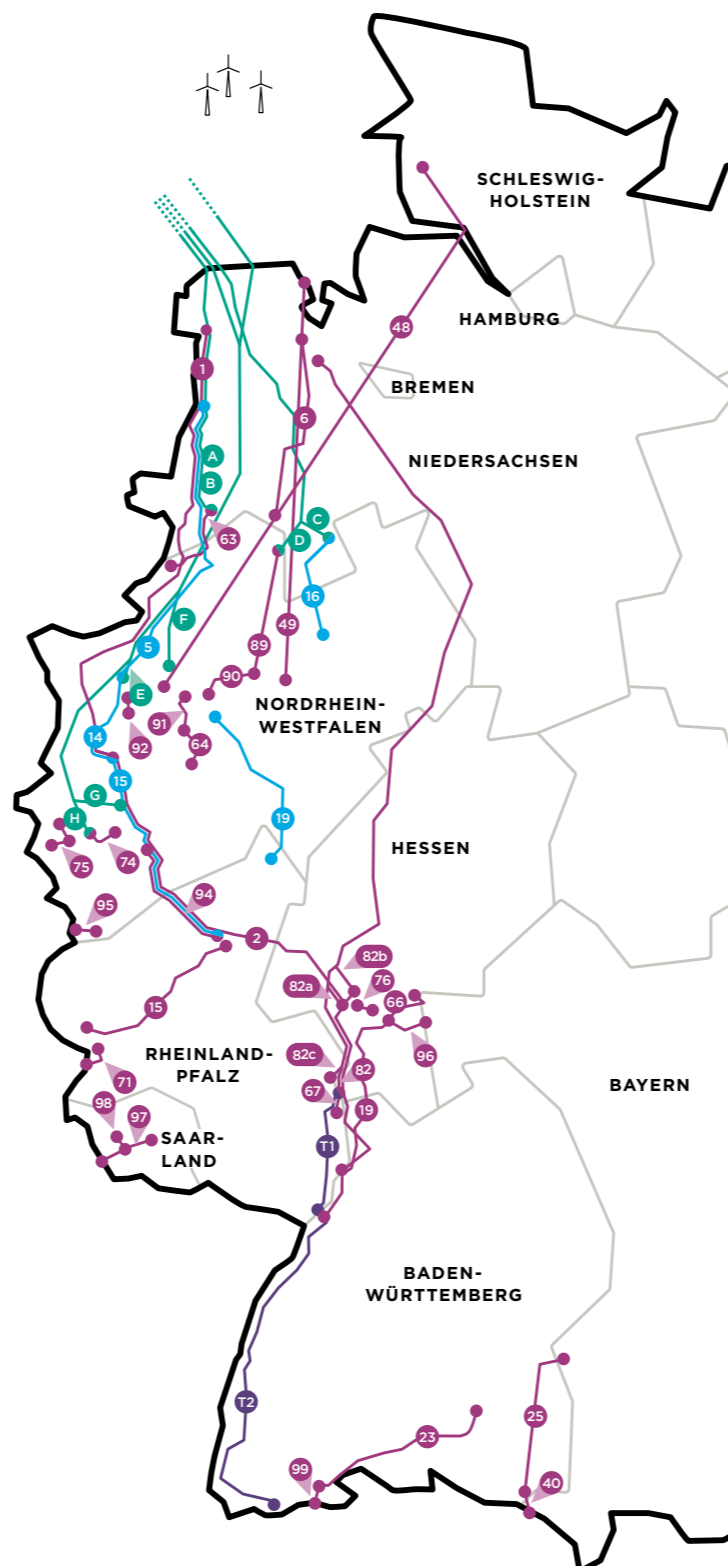 SCHLESWIG-
HOLSTEIN
HAMBURG
48
1
BREMEN
6
A
NIEDERSACHSEN
B
C
63
D
16
F
49
5
89
90
E
NORDRHEIN-
WESTFALEN
91
14
92
64
15
G
H
19
HESSEN
75
74
94
95
2
82b
82a
76
66
15
96
82c
RHEINLAND-
PFALZ
82
71
67
BAYERN
19
98
97
SAAR-
LAND
T1
BADEN-
WÜRTTEMBERG
T2
25
23
99
40